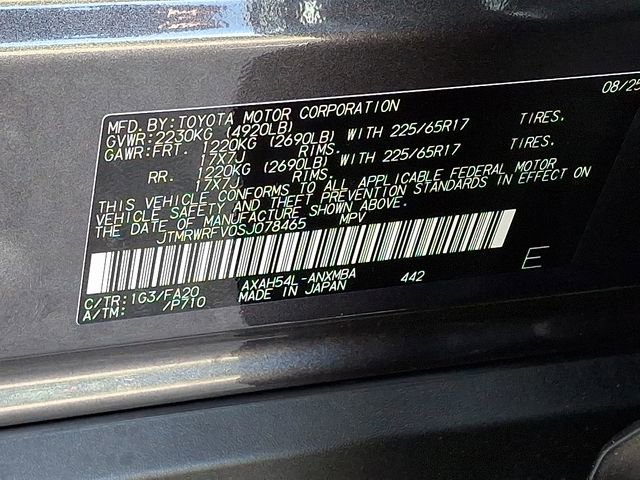 08/25
MFD. BY: TOYOTA MOTOR CORPORATION
GVWR: 2230KG (4920LB)
GAWR: FRT. 1220KG (2690LB) WITH 225/65R17 TIRES.
17X7J RIMS.
RR. 1220KG (2690LB) WITH 225/65R17 TIRES.
17X7J RIMS.
THIS VEHICLE CONFORMS TO ALL APPLICABLE FEDERAL MOTOR
VEHICLE SAFETY AND THEFT PREVENTION STANDARDS IN EFFECT ON
THE DATE OF MANUFACTURE SHOWN ABOVE.
JTMRWRFV0SJ078465 MPV
E
C/TR: 1G3/FA20 AXAH54L-ANXMBA 442
A/TM: /P710 MADE IN JAPAN